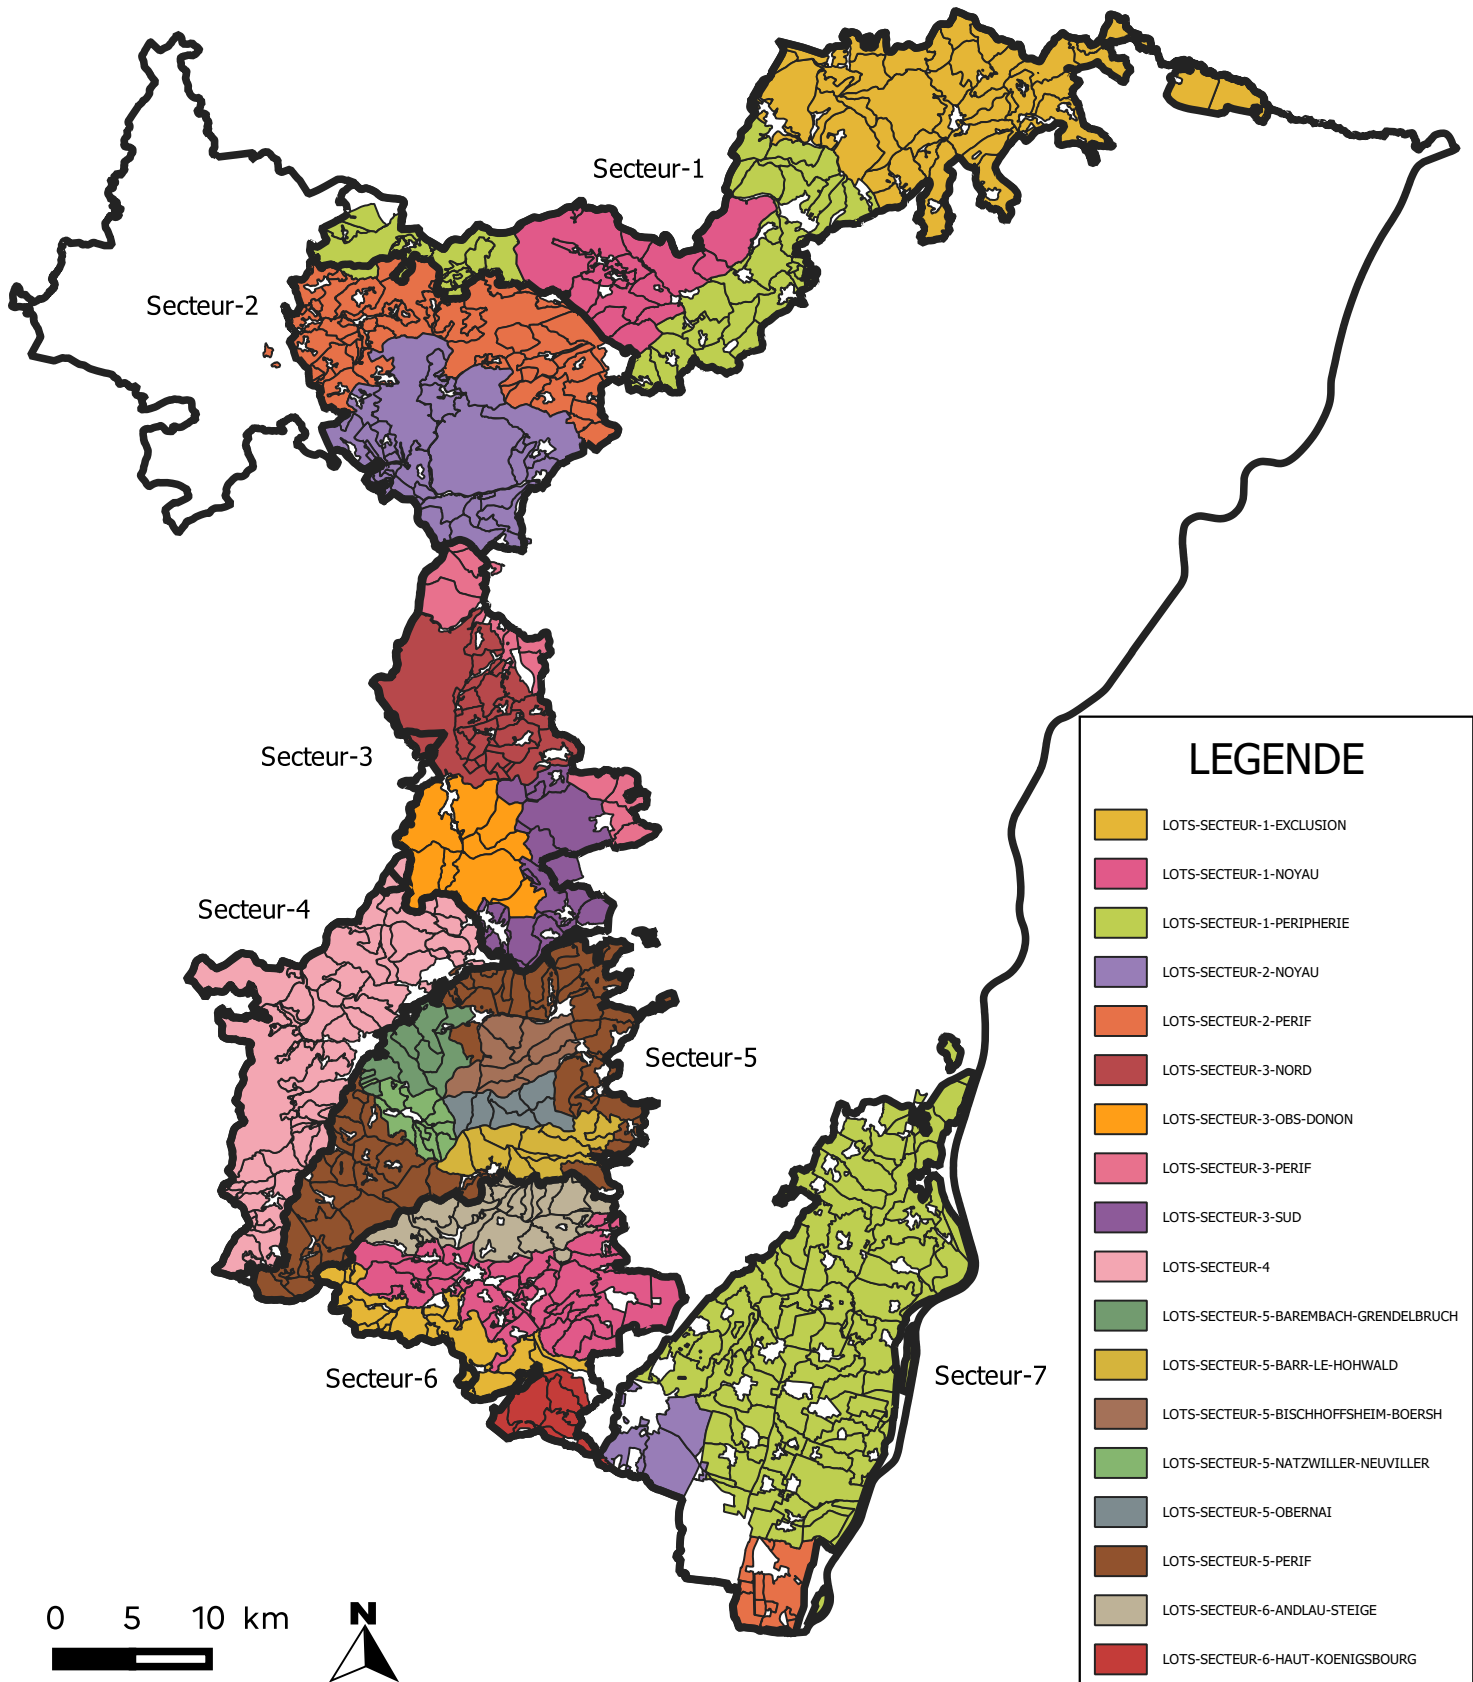 Secteur-1
Secteur-2
Secteur-3
Secteur-4
Secteur-5
Secteur-6
Secteur-7
LEGENDE
LOTS-SECTEUR-1-EXCLUSION
LOTS-SECTEUR-1-NOYAU
LOTS-SECTEUR-1-PERIPHERIE
LOTS-SECTEUR-2-NOYAU
LOTS-SECTEUR-2-PERIF
LOTS-SECTEUR-3-NORD
LOTS-SECTEUR-3-OBS-DONON
LOTS-SECTEUR-3-PERIF
LOTS-SECTEUR-3-SUD
LOTS-SECTEUR-4
LOTS-SECTEUR-5-BAREMBACH-GRENDELBRUCH
LOTS-SECTEUR-5-BARR-LE-HOHWALD
LOTS-SECTEUR-5-BISCHHOFFSHEIM-BOERSH
LOTS-SECTEUR-5-NATZWILLER-NEUVILLER
LOTS-SECTEUR-5-OBERNAI
LOTS-SECTEUR-5-PERIF
LOTS-SECTEUR-6-ANDLAU-STEIGE
LOTS-SECTEUR-6-HAUT-KOENIGSBOURG
0 5 10 km
N